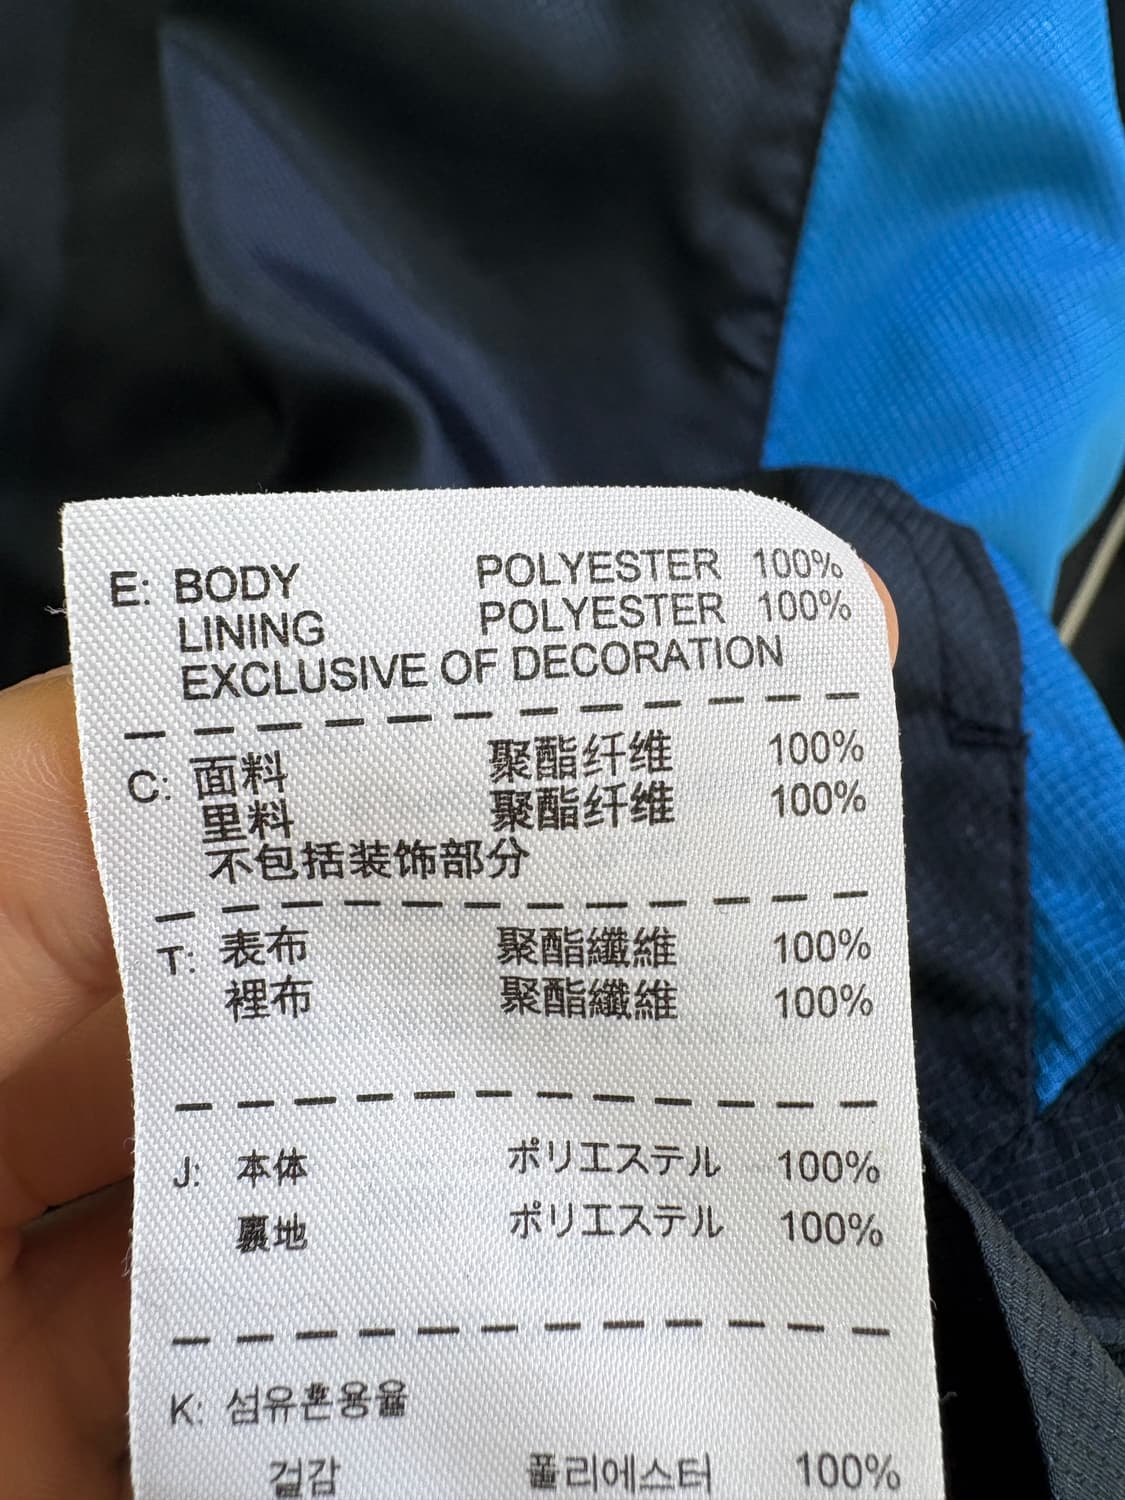 E: BODY POLYESTER 100%
LINING POLYESTER 100%
EXCLUSIVE OF DECORATION
C: 面料 聚酯纤维 100%
里料 聚酯纤维 100%
不包括装饰部分
T: 表布 聚酯纖維 100%
裡布 聚酯纖維 100%
J: 本体 ポリエステル 100%
裏地 ポリエステル 100%
K: 섬유혼용율
겉감 폴리에스터 100%